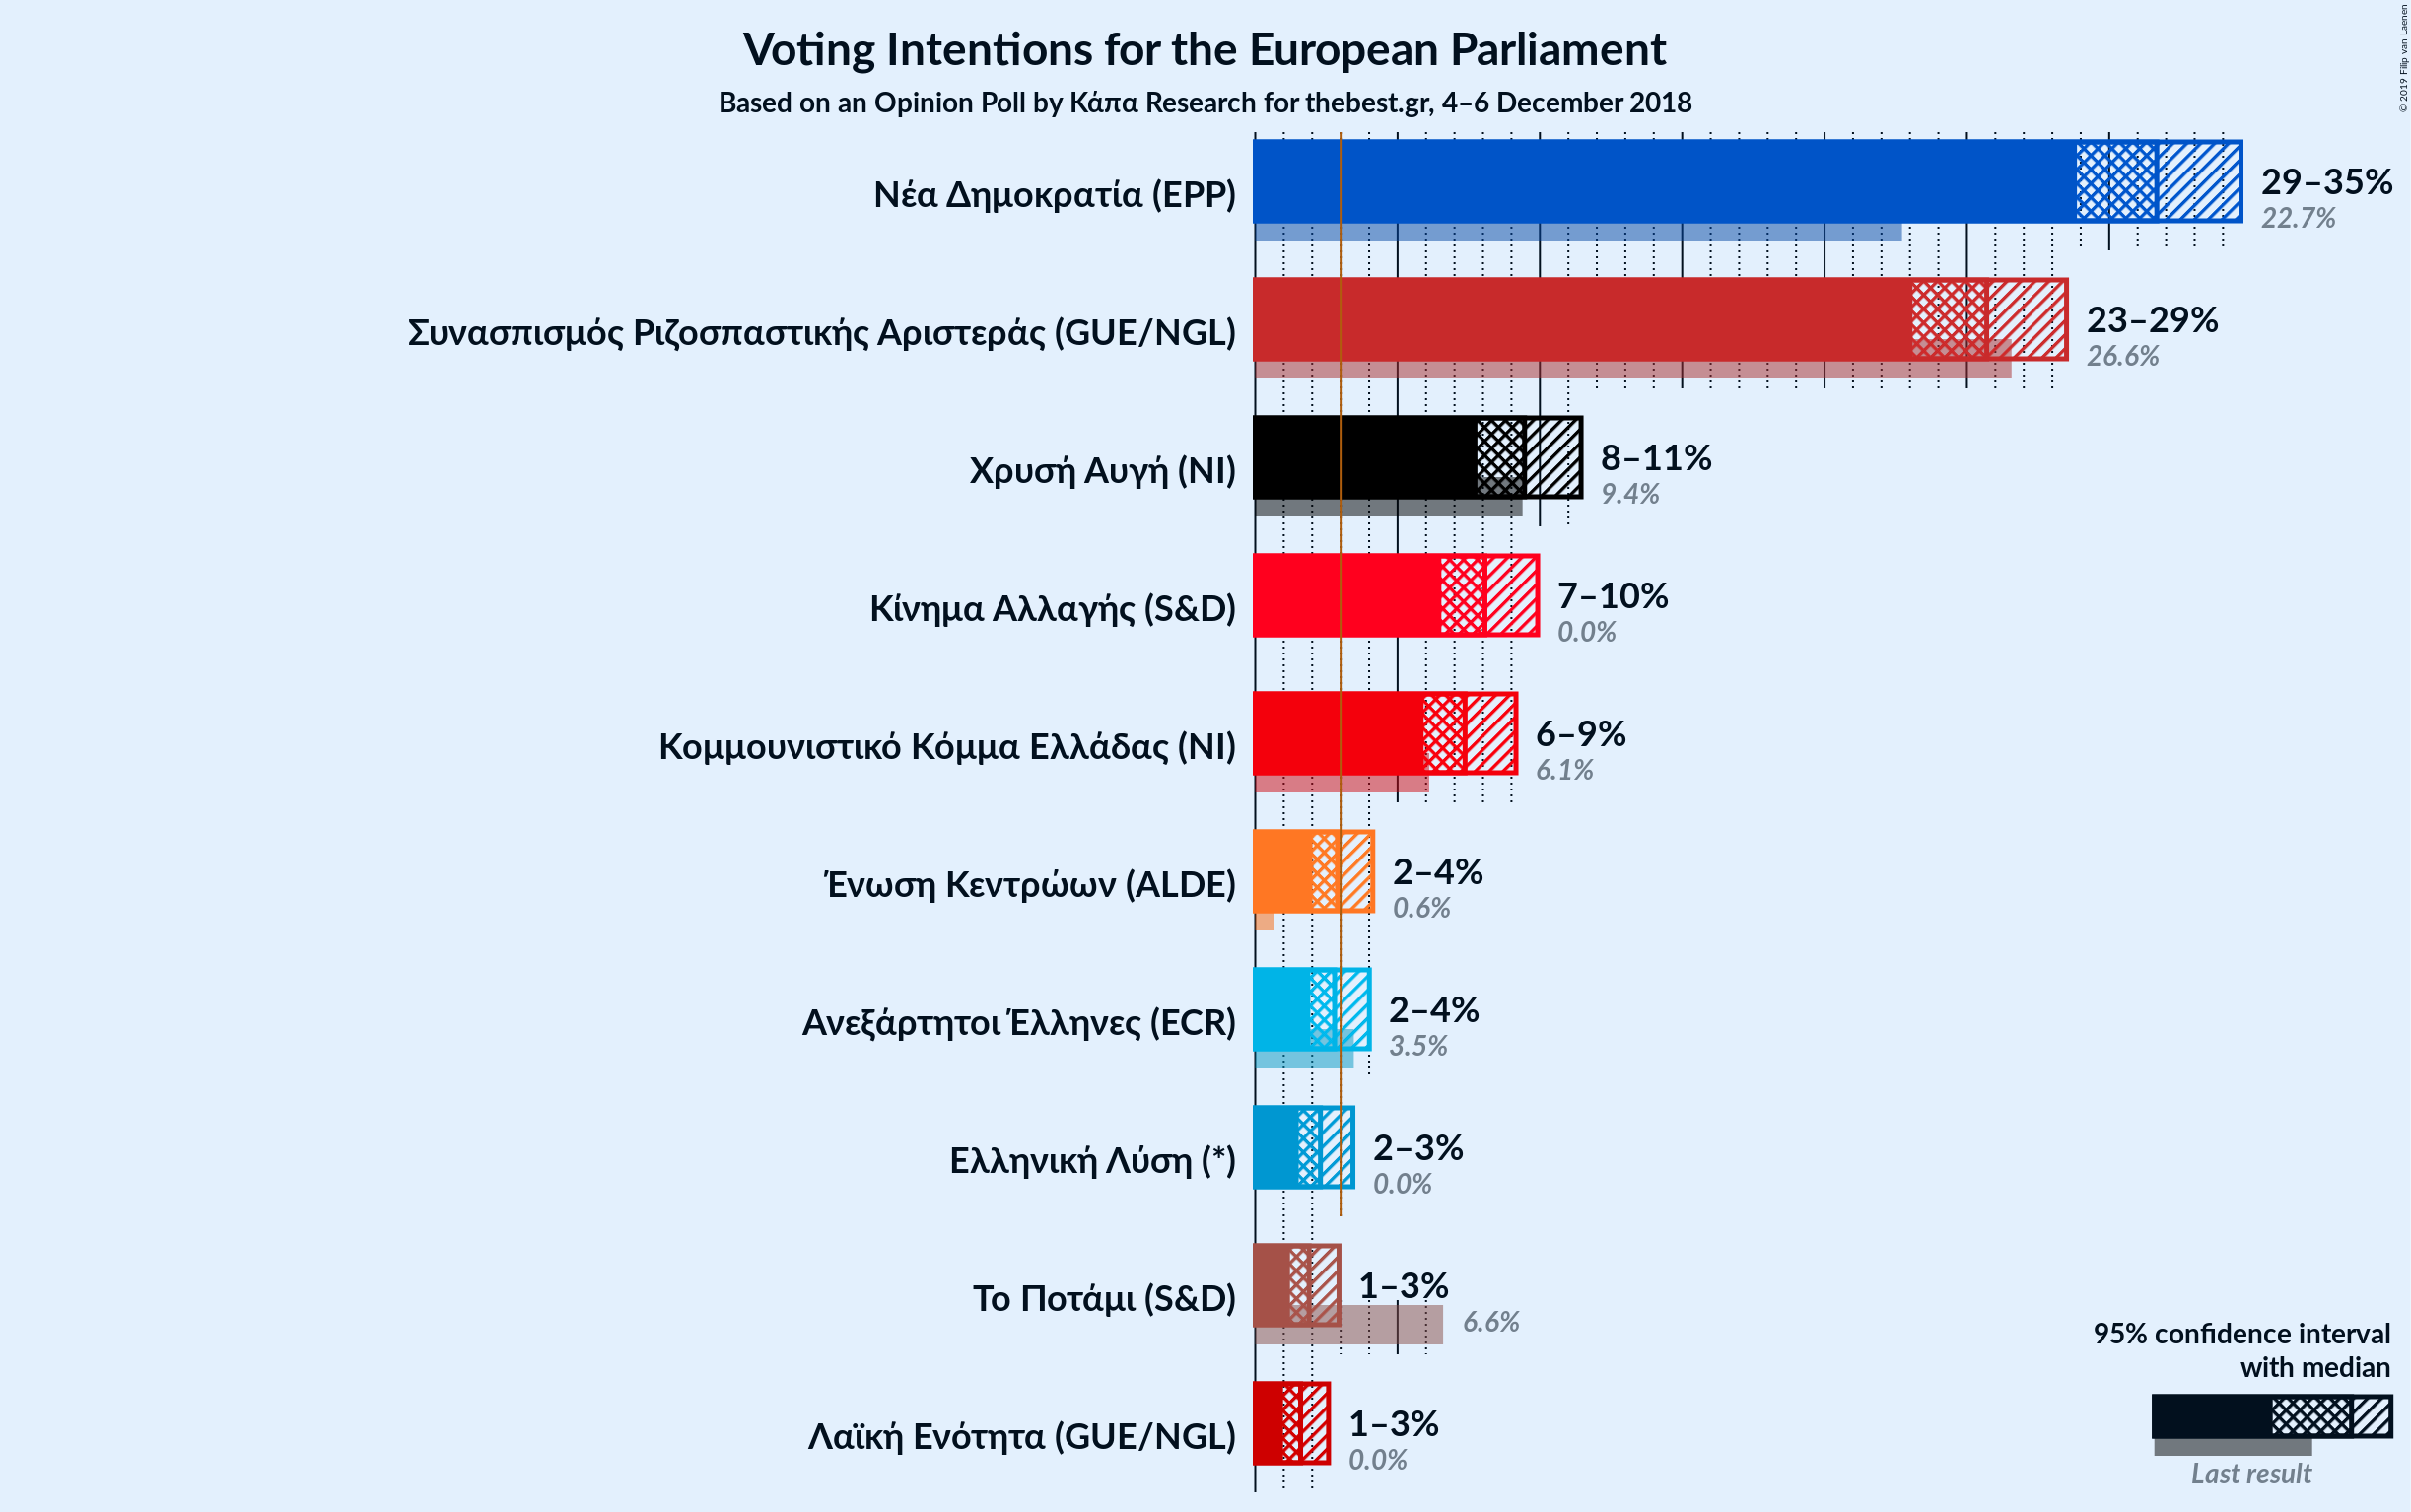 Voting Intentions for the European Parliament
Based on an Opinion Poll by Κάπα Research for thebest.gr, 4–6 December 2018
© 2019 Filip van Laenen
Νέα Δημοκρατία (EPP)
29–35%
22.7%
Συνασπισμός Ριζοσπαστικής Αριστεράς (GUE/NGL)
23–29%
26.6%
Χρυσή Αυγή (NI)
8–11%
9.4%
Κίνημα Αλλαγής (S&D)
7–10%
0.0%
Κομμουνιστικό Κόμμα Ελλάδας (NI)
6–9%
6.1%
Ένωση Κεντρώων (ALDE)
2–4%
0.6%
Ανεξάρτητοι Έλληνες (ECR)
2–4%
3.5%
Ελληνική Λύση (*)
2–3%
0.0%
Το Ποτάμι (S&D)
1–3%
6.6%
Λαϊκή Ενότητα (GUE/NGL)
1–3%
0.0%
95% confidence interval
with median
Last result